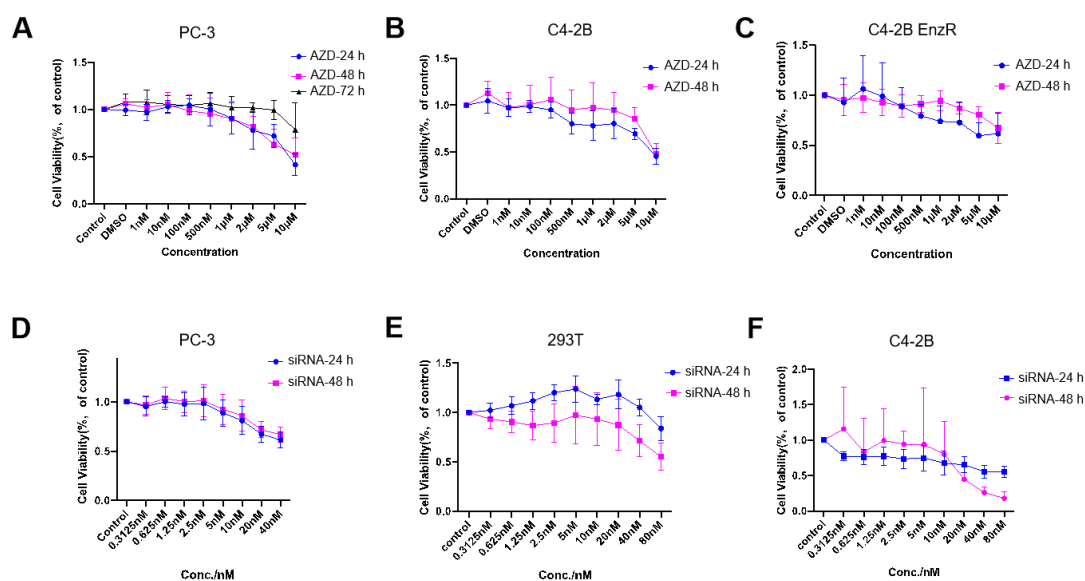 A
PC-3
AZD-24 h
AZD-48 h
AZD-72 h
Cell Viability(%, of control)
1.5
1.0
0.5
0.0
Control
DMSO
1nM
10nM
100nM
500nM
1µM
2µM
5µM
10µM
Concentration
B
C4-2B
AZD-24 h
AZD-48 h
Cell Viability(%, of control)
1.5
1.0
0.5
0.0
Control
DMSO
1nM
10nM
100nM
500nM
1µM
2µM
5µM
10µM
Concentration
C
C4-2B EnzR
AZD-24 h
AZD-48 h
Cell Viability(%, of control)
1.5
1.0
0.5
0.0
Control
DMSO
1nM
10nM
100nM
500nM
1µM
2µM
5µM
10µM
Concentration
D
PC-3
siRNA-24 h
siRNA-48 h
Cell Viability(%, of control)
1.5
1.0
0.5
0.0
control
0.3125nM
0.625nM
1.25nM
2.5nM
5nM
10nM
20nM
40nM
Conc./nM
E
293T
siRNA-24 h
siRNA-48 h
Cell Viability(%, of control)
1.5
1.0
0.5
0.0
control
0.3125nM
0.625nM
1.25nM
2.5nM
5nM
10nM
20nM
40nM
80nM
Conc./nM
F
C4-2B
siRNA-24 h
siRNA-48 h
Cell Viability(%, of control)
2.0
1.5
1.0
0.5
0.0
control
0.3125nM
0.625nM
1.25nM
2.5nM
5nM
10nM
20nM
40nM
80nM
Conc./nM